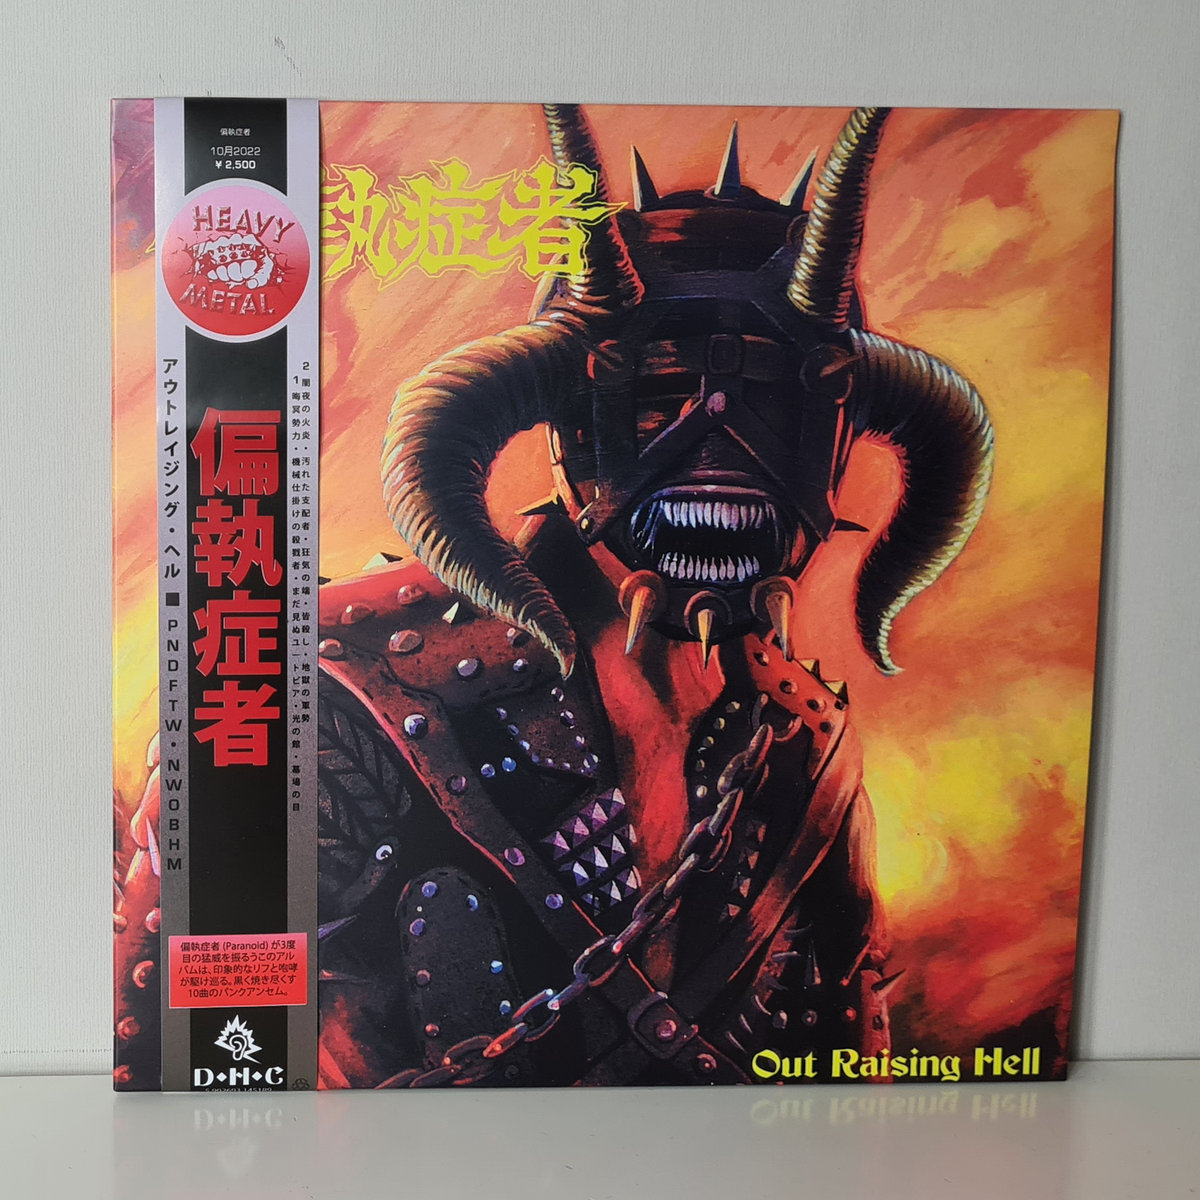 偏執症者
10月2022
¥ 2,500
HEAVY
METAL
執症者
アウトレイジング・ヘル ■ PNDFTW・NWOBHM
偏執症者
2 闇夜の火炎・汚れた支配者・狂気の端・皆殺し・地獄の軍勢
1 晦冥勢力・機械仕掛けの殺戮者・まだ見ぬユートピア・光の館・墓場の目
偏執症者 (Paranoid) が3度
目の猛威を振るうこのアル
バムは、印象的なリフと咆哮
が駆け巡る。黒く焼き尽くす
10曲のパンクアンセム。
D•H•C
Out Raising Hell